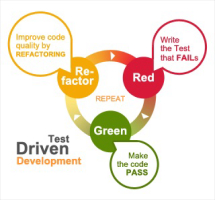 Improve code
quality by
REFACTORING
Write
the Test
that FAILs
Re-
factor
Red
REPEAT
Green
Test
Driven
Development
Make
the code
PASS